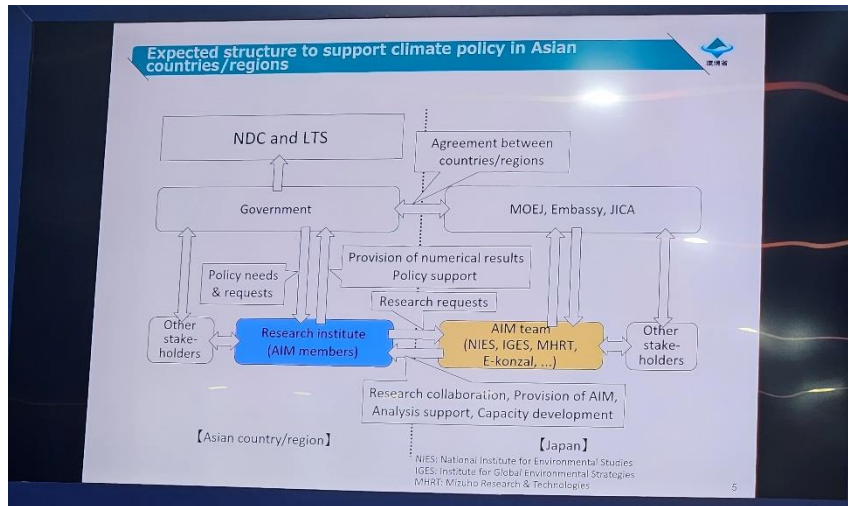 Expected structure to support climate policy in Asian
countries/regions
環境省
NDC and LTS
Agreement between
countries/regions
Government
MOEJ, Embassy, JICA
Policy needs
& requests
Provision of numerical results
Policy support
Research requests
Other
stake-
holders
Research institute
(AIM members)
AIM team
(NIES, IGES, MHRT,
E-konzal, ...)
Other
stake-
holders
Research collaboration, Provision of AIM,
Analysis support, Capacity development
【Asian country/region】
【Japan】
NIES: National Institute for Environmental Studies
IGES: Institute for Global Environmental Strategies
MHRT: Mizuho Research & Technologies
5